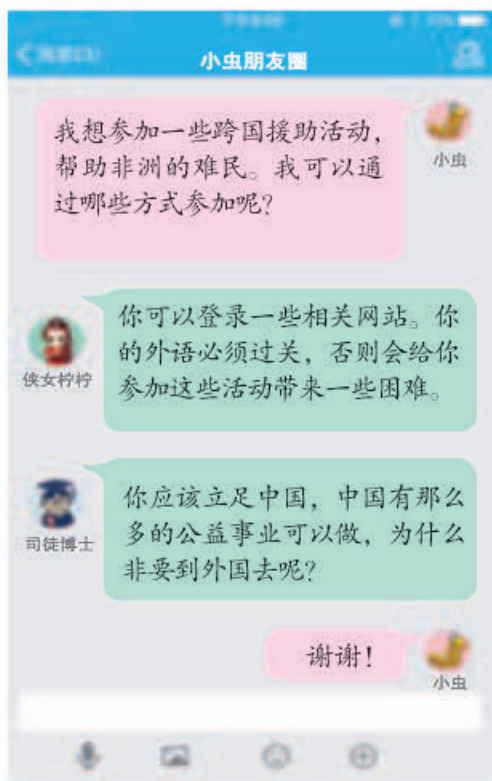 小虫朋友圈
我想参加一些跨国援助活动，
帮助非洲的难民。我可以通
过哪些方式参加呢？
小虫
你可以登录一些相关网站。你
的外语必须过关，否则会给你
参加这些活动带来一些困难。
侠女柠柠
你应该立足中国，中国有那么
多的公益事业可以做，为什么
非要到外国去呢？
司徒博士
谢谢！
小虫